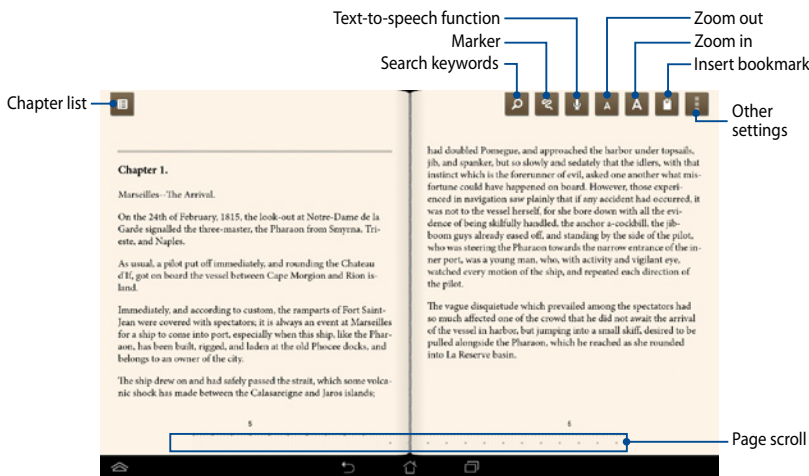 Text-to-speech function
Marker
Search keywords
Zoom out
Zoom in
Insert bookmark
Chapter list
Other
settings
A
A
Chapter 1.
Marseilles--The Arrival.
On the 24th of February, 1815, the look-out at Notre-Dame de la
Garde signalled the three-master, the Pharaon from Smyrna, Tri-
este, and Naples.
As usual, a pilot put off immediately, and rounding the Chateau
d'If, got on board the vessel between Cape Morgion and Rion is-
land.
Immediately, and according to custom, the ramparts of Fort Saint-
Jean were covered with spectators; it is always an event at Marseilles
for a ship to come into port, especially when this ship, like the Phar-
aon, has been built, rigged, and laden at the old Phocee docks, and
belongs to an owner of the city.
The ship drew on and had safely passed the strait, which some volca-
nic shock has made between the Calasareigne and Jaros islands;
5
had doubled Pomegue, and approached the harbor under topsails,
jib, and spanker, but so slowly and sedately that the idlers, with that
instinct which is the forerunner of evil, asked one another what mis-
fortune could have happened on board. However, those experi-
enced in navigation saw plainly that if any accident had occurred, it
was not to the vessel herself, for she bore down with all the evi-
dence of being skilfully handled, the anchor a-cockbill, the jib-
boom guys already eased off, and standing by the side of the pilot,
who was steering the Pharaon towards the narrow entrance of the in-
ner port, was a young man, who, with activity and vigilant eye,
watched every motion of the ship, and repeated each direction of
the pilot.
The vague disquietude which prevailed among the spectators had
so much affected one of the crowd that he did not await the arrival
of the vessel in harbor, but jumping into a small skiff, desired to be
pulled alongside the Pharaon, which he reached as she rounded
into La Reserve basin.
6
Page scroll